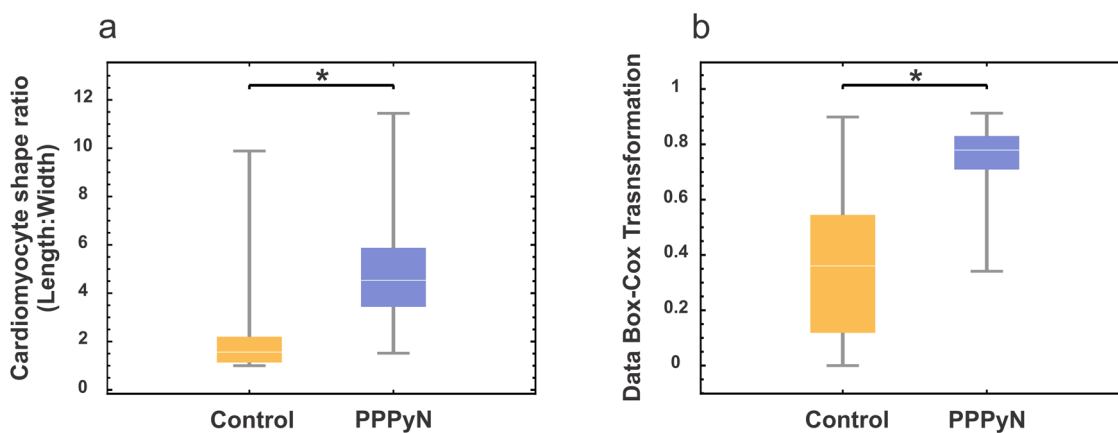 a
Cardiomyocyte shape ratio
(Length:Width)
12
10
8
6
4
2
0
*
Control
PPPyN
b
Data Box-Cox Trasnsformation
1
0.8
0.6
0.4
0.2
0
*
Control
PPPyN